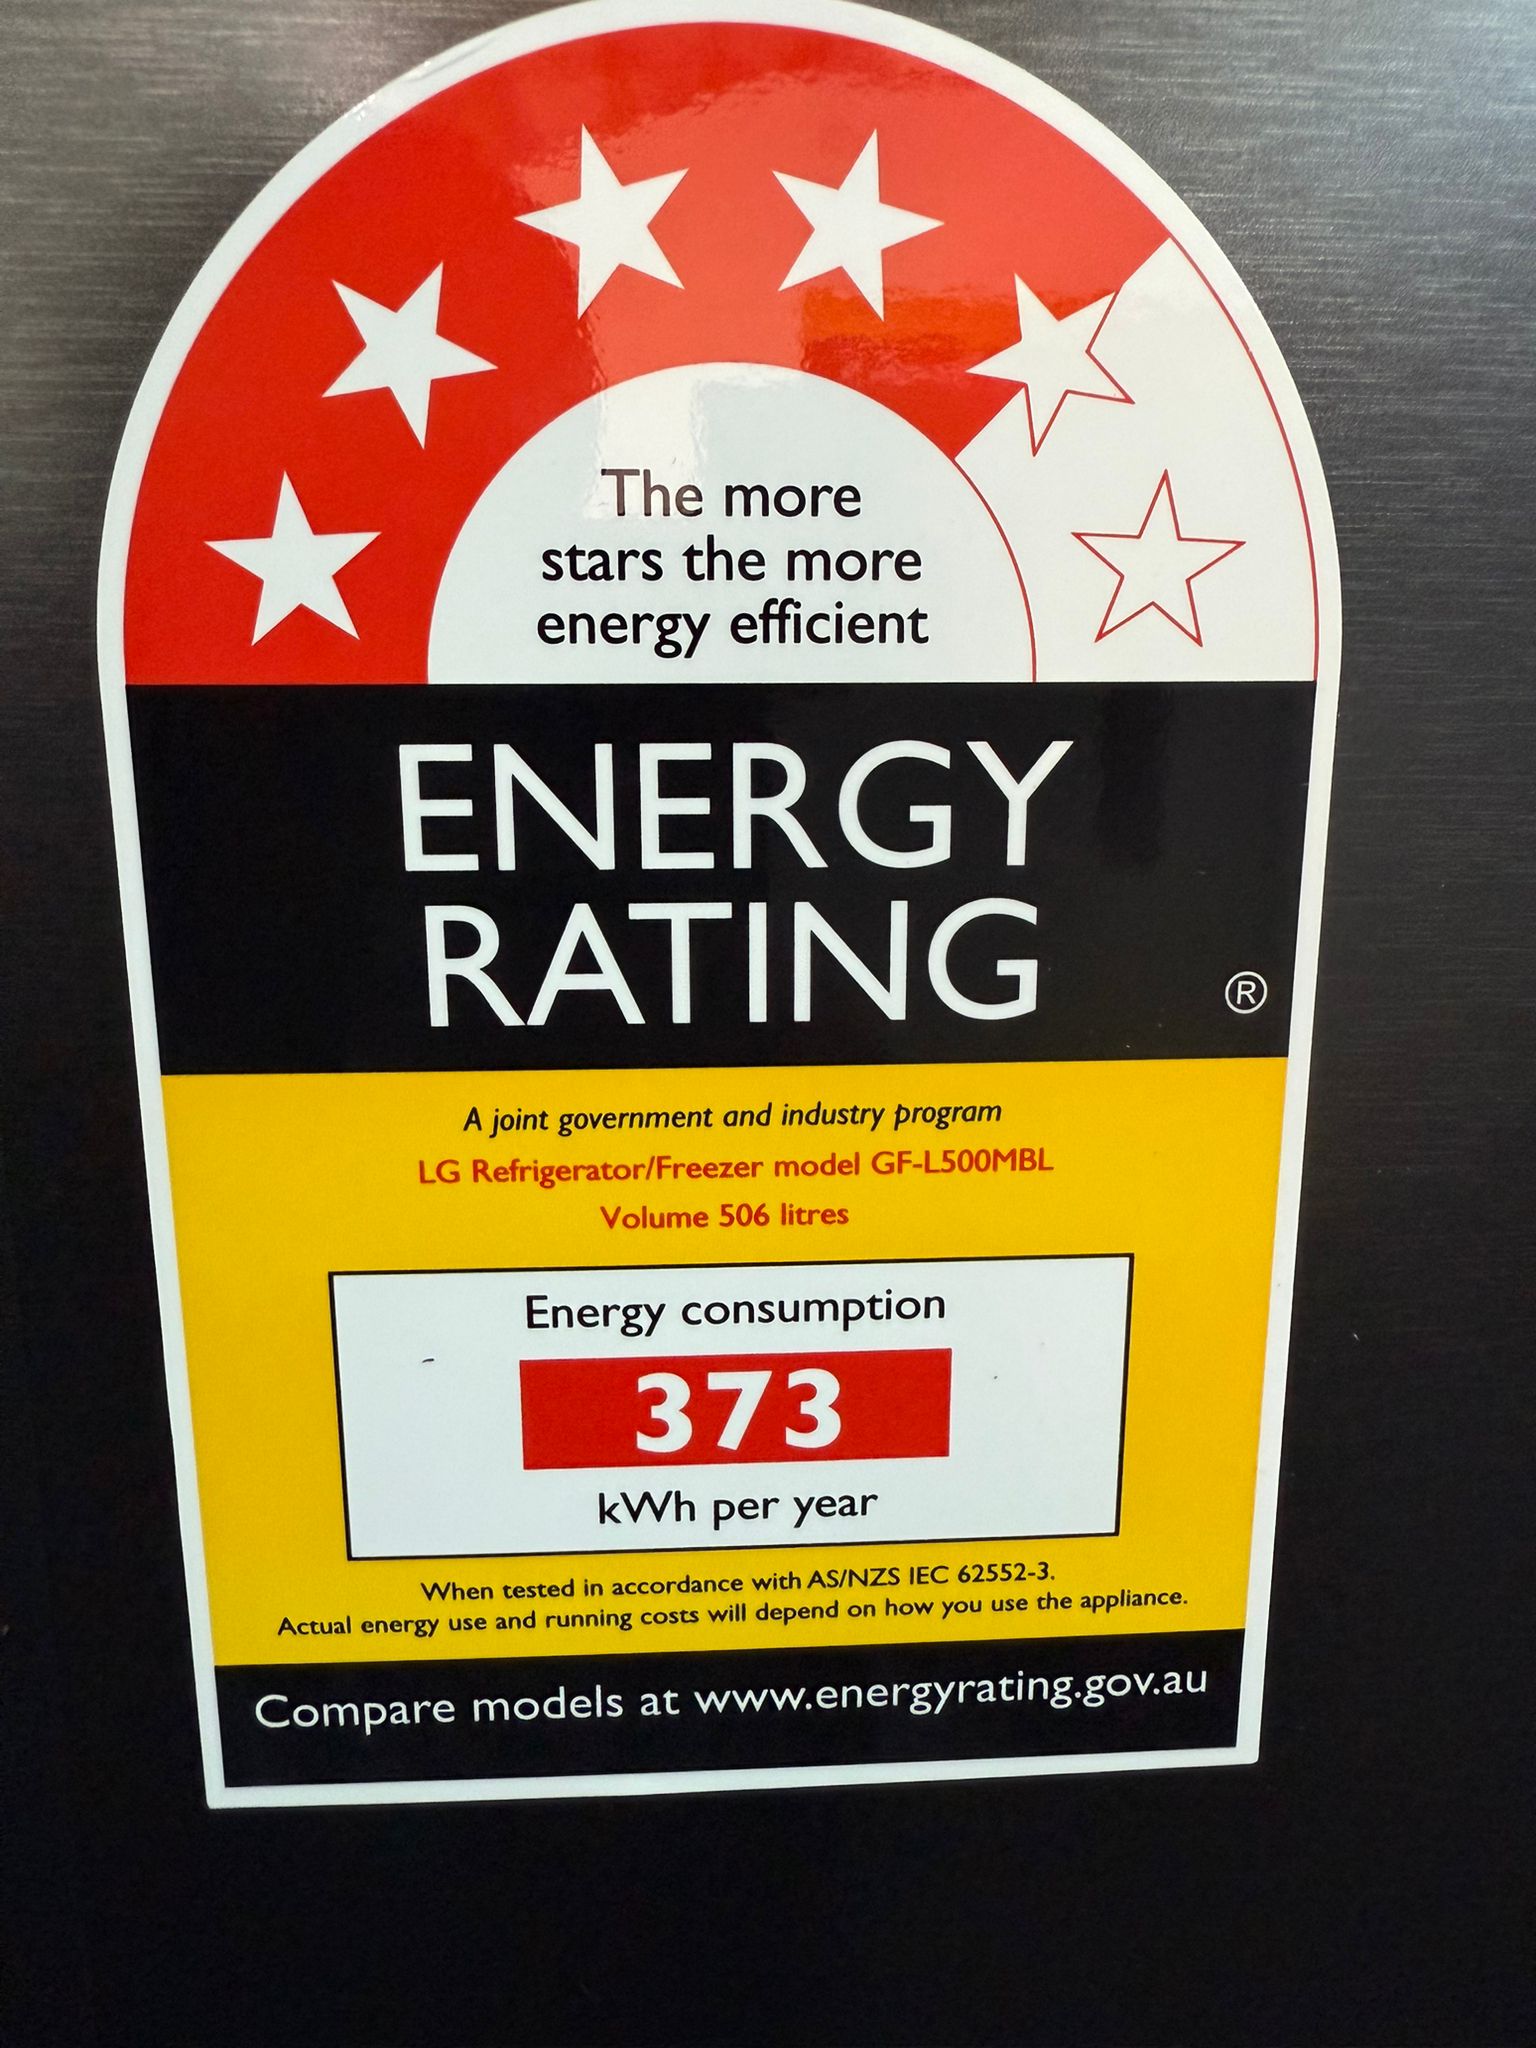 The more
stars the more
energy efficient
ENERGY
RATING
®
A joint government and industry program
LG Refrigerator/Freezer model GF-L500MBL
Volume 506 litres
Energy consumption
373
kWh per year
When tested in accordance with AS/NZS IEC 62552-3.
Actual energy use and running costs will depend on how you use the appliance.
Compare models at www.energyrating.gov.au